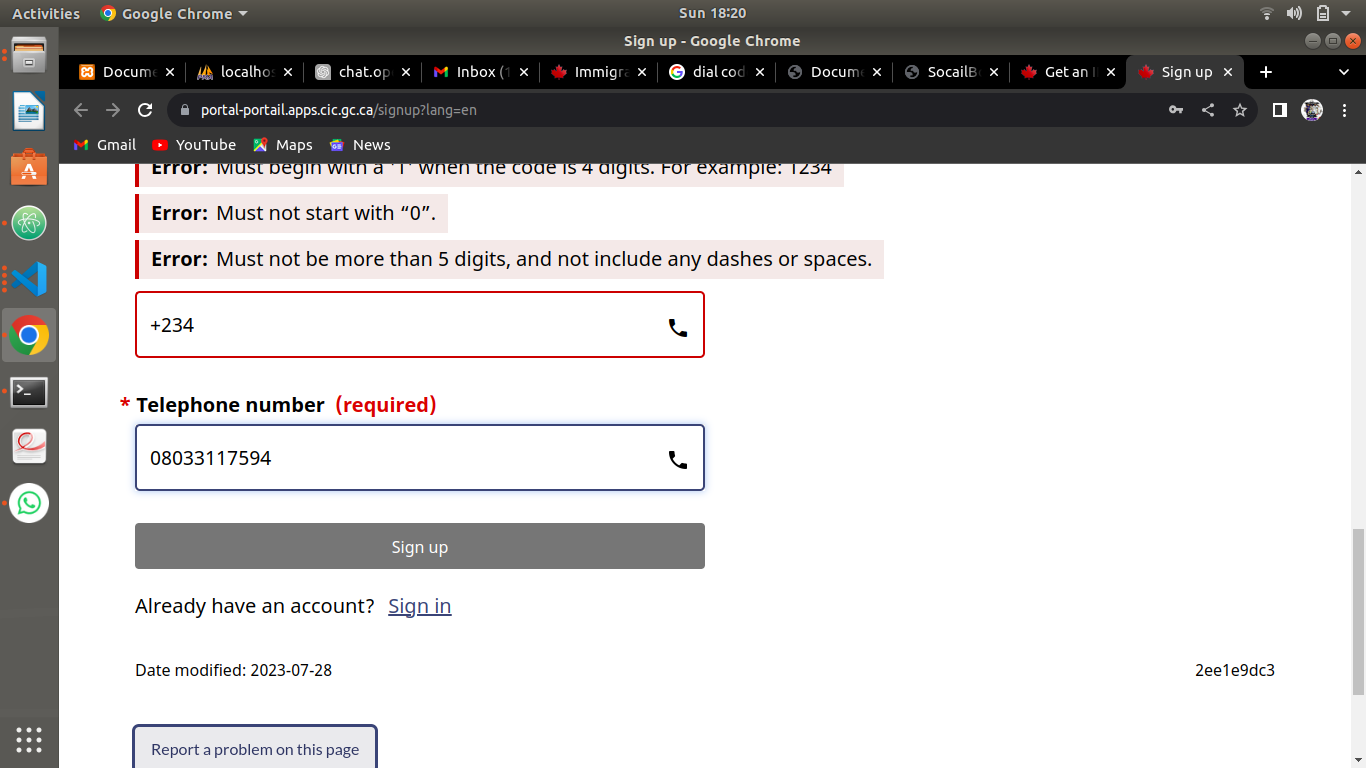 Activities Google Chrome Sun 18:20
Sign up - Google Chrome
Docume localhos chat.op Inbox (1 Immigra dial cod Docume SocailB Get an I Sign up
portal-portail.apps.cic.gc.ca/signup?lang=en
Gmail YouTube Maps News
Error: Must begin with a "1" when the code is 4 digits. For example: 1234
Error: Must not start with “0”.
Error: Must not be more than 5 digits, and not include any dashes or spaces.
+234
* Telephone number (required)
08033117594
Sign up
Already have an account? Sign in
Date modified: 2023-07-28 2ee1e9dc3
Report a problem on this page